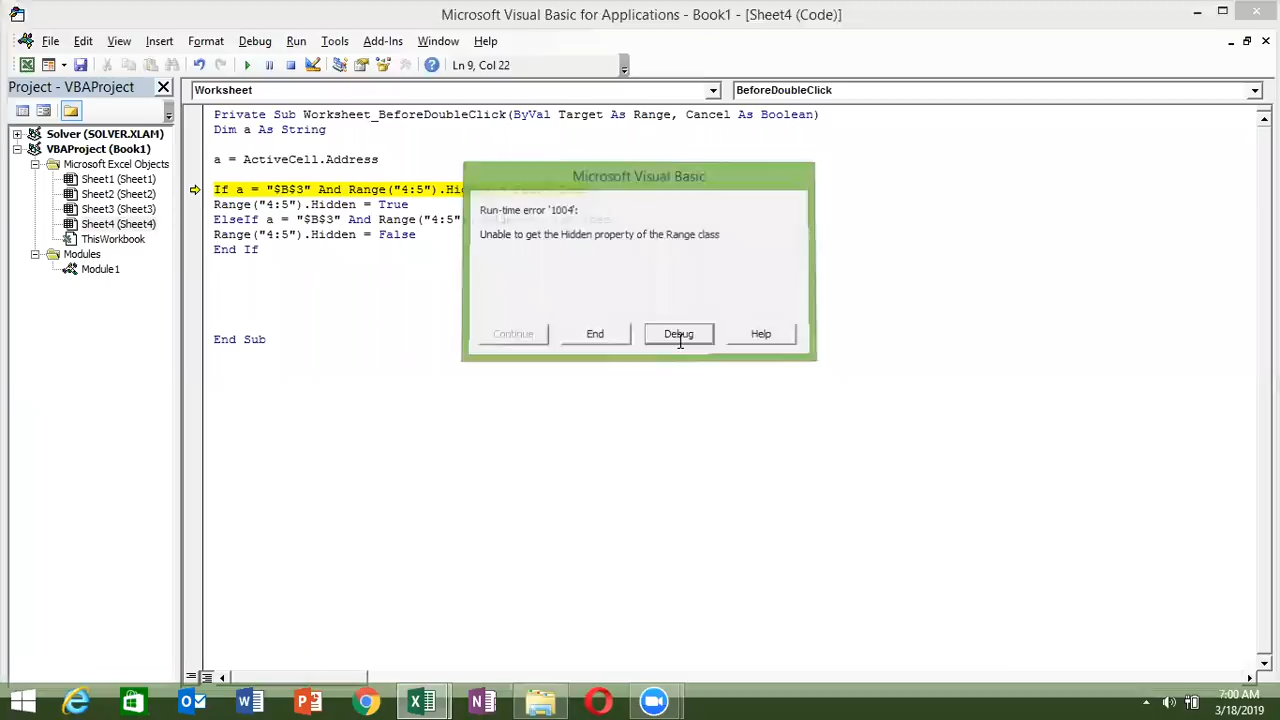 Microsoft Visual Basic for Applications - Book1 - [Sheet4 (Code)]
File Edit View Insert Format Debug Run Tools Add-Ins Window Help
Ln 9, Col 22
Project - VBAProject
Worksheet
BeforeDoubleClick
Solver (SOLVER.XLAM)
VBAProject (Book1)
Microsoft Excel Objects
Sheet1 (Sheet1)
Sheet2 (Sheet2)
Sheet3 (Sheet3)
Sheet4 (Sheet4)
ThisWorkbook
Modules
Module1
Private Sub Worksheet_BeforeDoubleClick(ByVal Target As Range, Cancel As Boolean)
Dim a As String
a = ActiveCell.Address
If a = "$B$3" And Range("4:5").Hi
Range("4:5").Hidden = True
ElseIf a = "$B$3" And Range("4:5"
Range("4:5").Hidden = False
End If
End Sub
Microsoft Visual Basic
Run-time error '1004':
Unable to get the Hidden property of the Range class
Continue End Debug Help
7:00 AM
3/18/2019